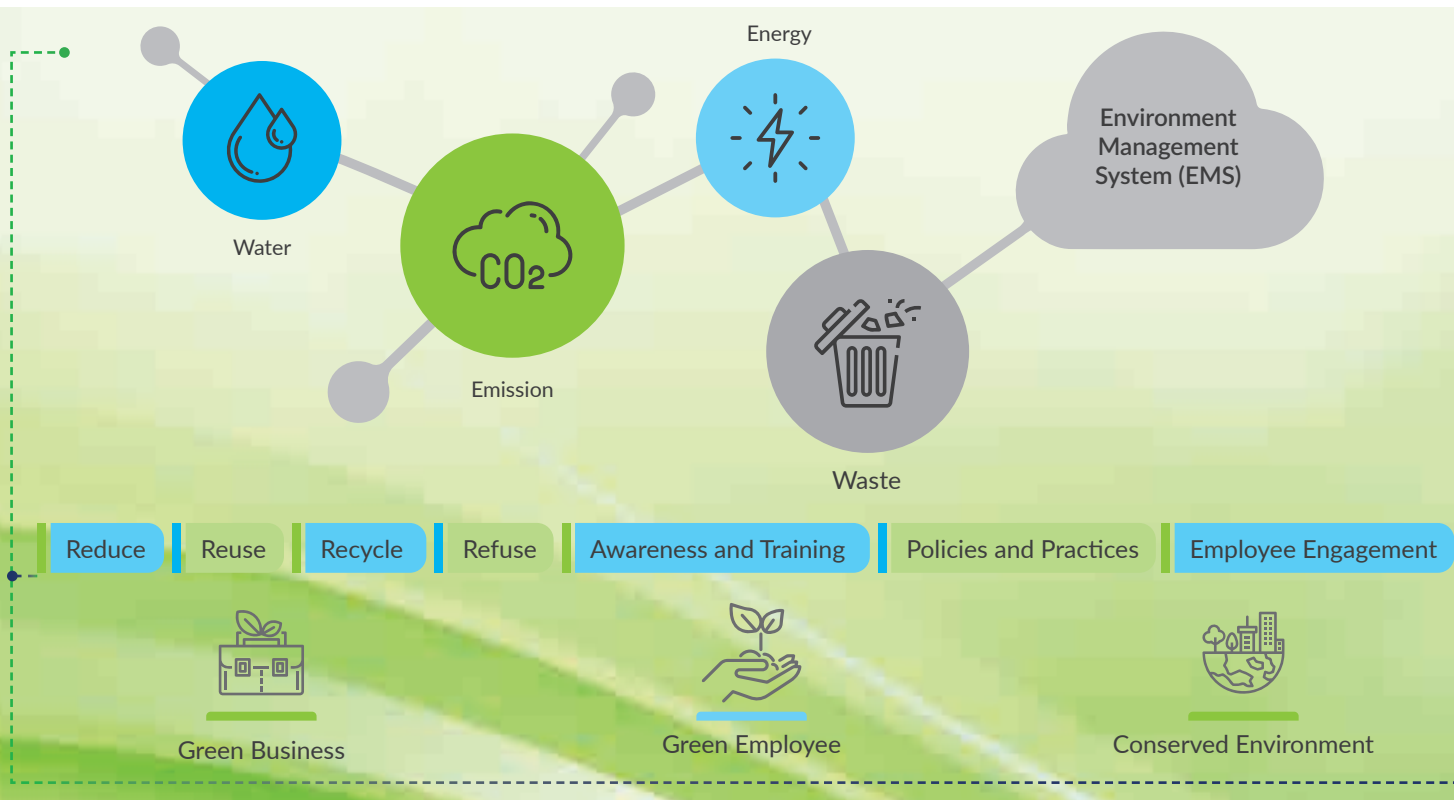 Energy
Environment
Management
System (EMS)
Water
CO2
Emission
Waste
Reduce
Reuse
Recycle
Refuse
Awareness and Training
Policies and Practices
Employee Engagement
Green Business
Green Employee
Conserved Environment